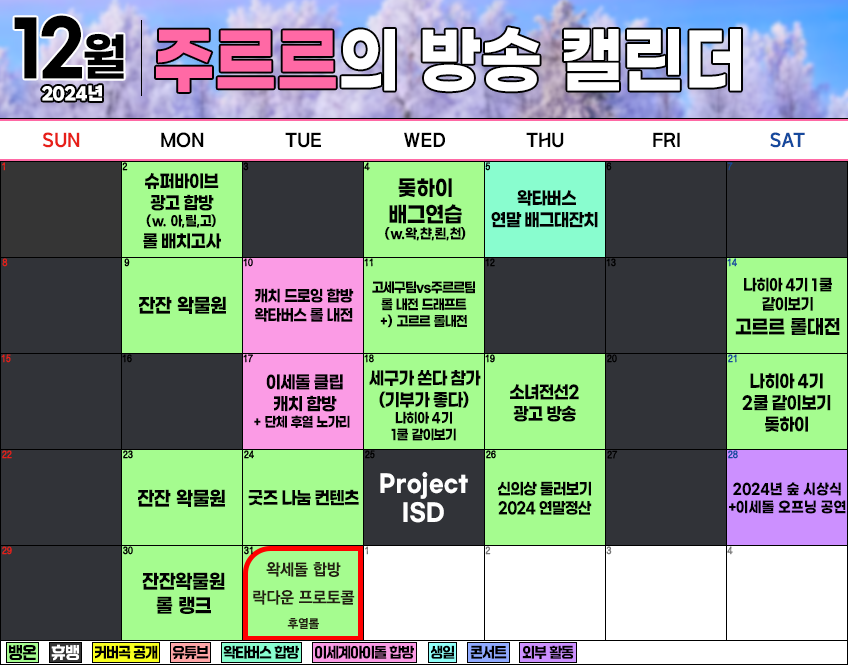 12월
2024년
주르르의 방송 캘린더
SUN MON TUE WED THU FRI SAT
1
2
슈퍼바이브
광고 합방
(w. 아,릴,고)
롤 배치고사
3
4
돚하이
배그연습
(w.왁,챤,뢴,천)
5
왁타버스
연말 배그대잔치
6
7
8
9
잔잔 왁물원
10
캐치 드로잉 합방
왁타버스 롤 내전
11
고세구팀vs주르르팀
롤 내전 드래프트
+) 고르르 롤내전
12
13
14
나히아 4기 1쿨
같이보기
고르르 롤대전
15
16
17
이세돌 클립
캐치 합방
+ 단체 후열 노가리
18
세구가 쏜다 참가
(기부가 좋다)
나히아 4기
1쿨 같이보기
19
소녀전선2
광고 방송
20
21
나히아 4기
2쿨 같이보기
돚하이
22
23
잔잔 왁물원
24
굿즈 나눔 컨텐츠
25
Project
ISD
26
신의상 둘러보기
2024 연말정산
27
28
2024년 숲 시상식
+이세돌 오프닝 공연
29
30
잔잔왁물원
롤 랭크
31
왁세돌 합방
락다운 프로토콜
후열롤
1
2
3
4
뱅온 휴뱅 커버곡 공개 유튜브 왁타버스 합방 이세계아이돌 합방 생일 콘서트 외부 활동